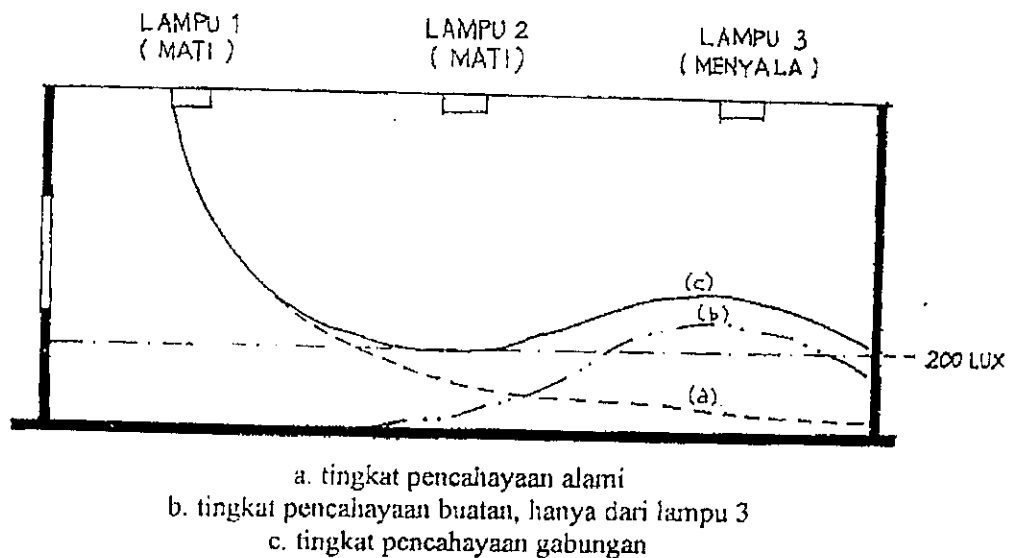 LAMPU 1
( MATI )
LAMPU 2
( MATI )
LAMPU 3
( MENYALA )
(c)
(b)
(a)
200 LUX
a. tingkat pencahayaan alami
b. tingkat pencahayaan buatan, hanya dari lampu 3
c. tingkat pencahayaan gabungan